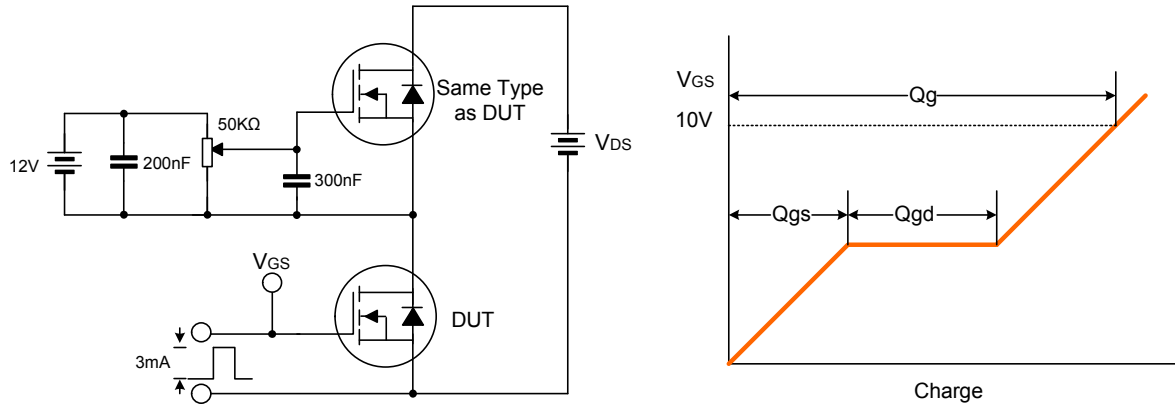 Same Type
as DUT
50KΩ
12V
200nF
300nF
VDS
VGS
DUT
3mA
VGS
Qg
10V
Qgs
Qgd
Charge